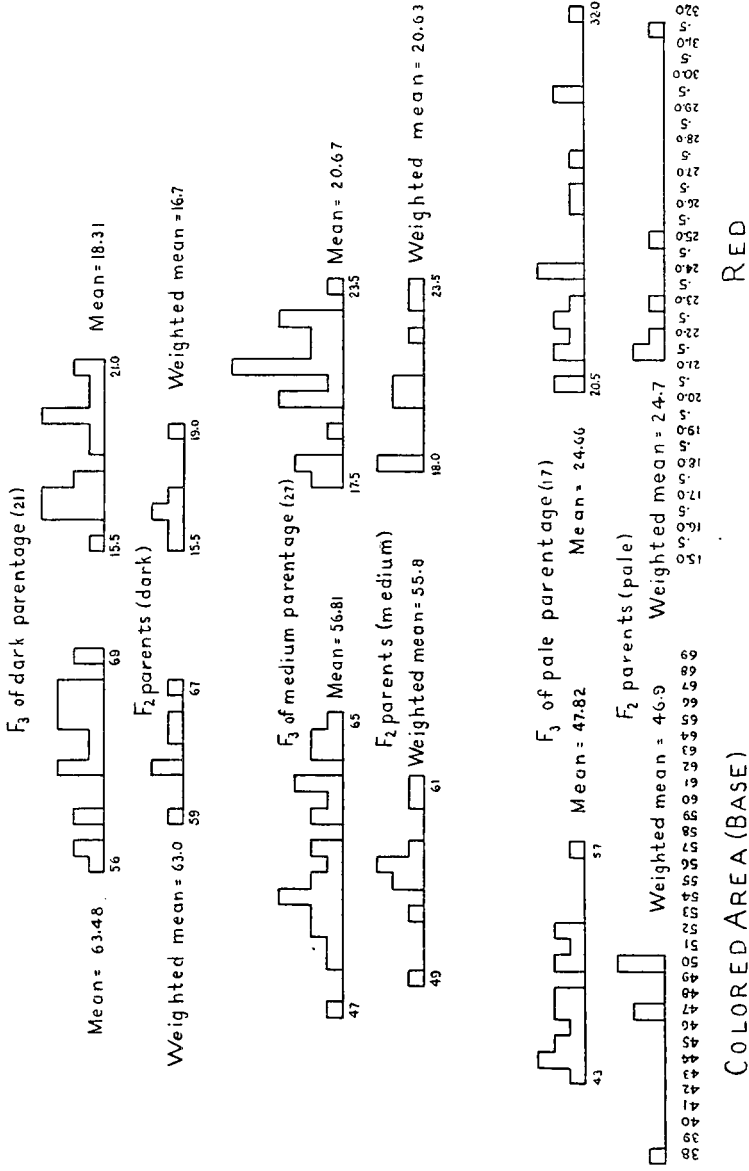 F₃ of dark parentage (21)
Mean = 63.48
56
69
15.5
21.0
Mean = 18.31
F₂ parents (dark)
Weighted mean = 63.0
59
67
15.5
19.0
Weighted mean = 16.7
F₃ of medium parentage (27)
47
65
Mean = 56.81
17.5
23.5
Mean = 20.67
F₂ parents (medium)
49
61
Weighted mean = 55.8
18.0
23.5
Weighted mean = 20.63
F₃ of pale parentage (17)
43
57
Mean = 47.82
Mean = 24.66
20.5
32.0
F₂ parents (pale)
Weighted mean = 46.9
Weighted mean = 24.7
38 39 40 41 42 43 44 45 46 47 48 49 50 51 52 53 54 55 56 57 58 59 60 61 62 63 64 65 66 67 68 69
15.0 .5 16.0 .5 17.0 .5 18.0 .5 19.0 .5 20.0 .5 21.0 .5 22.0 .5 23.0 .5 24.0 .5 25.0 .5 26.0 .5 27.0 .5 28.0 .5 29.0 .5 30.0 .5 31.0 .5 32.0
COLORED AREA (BASE)
RED